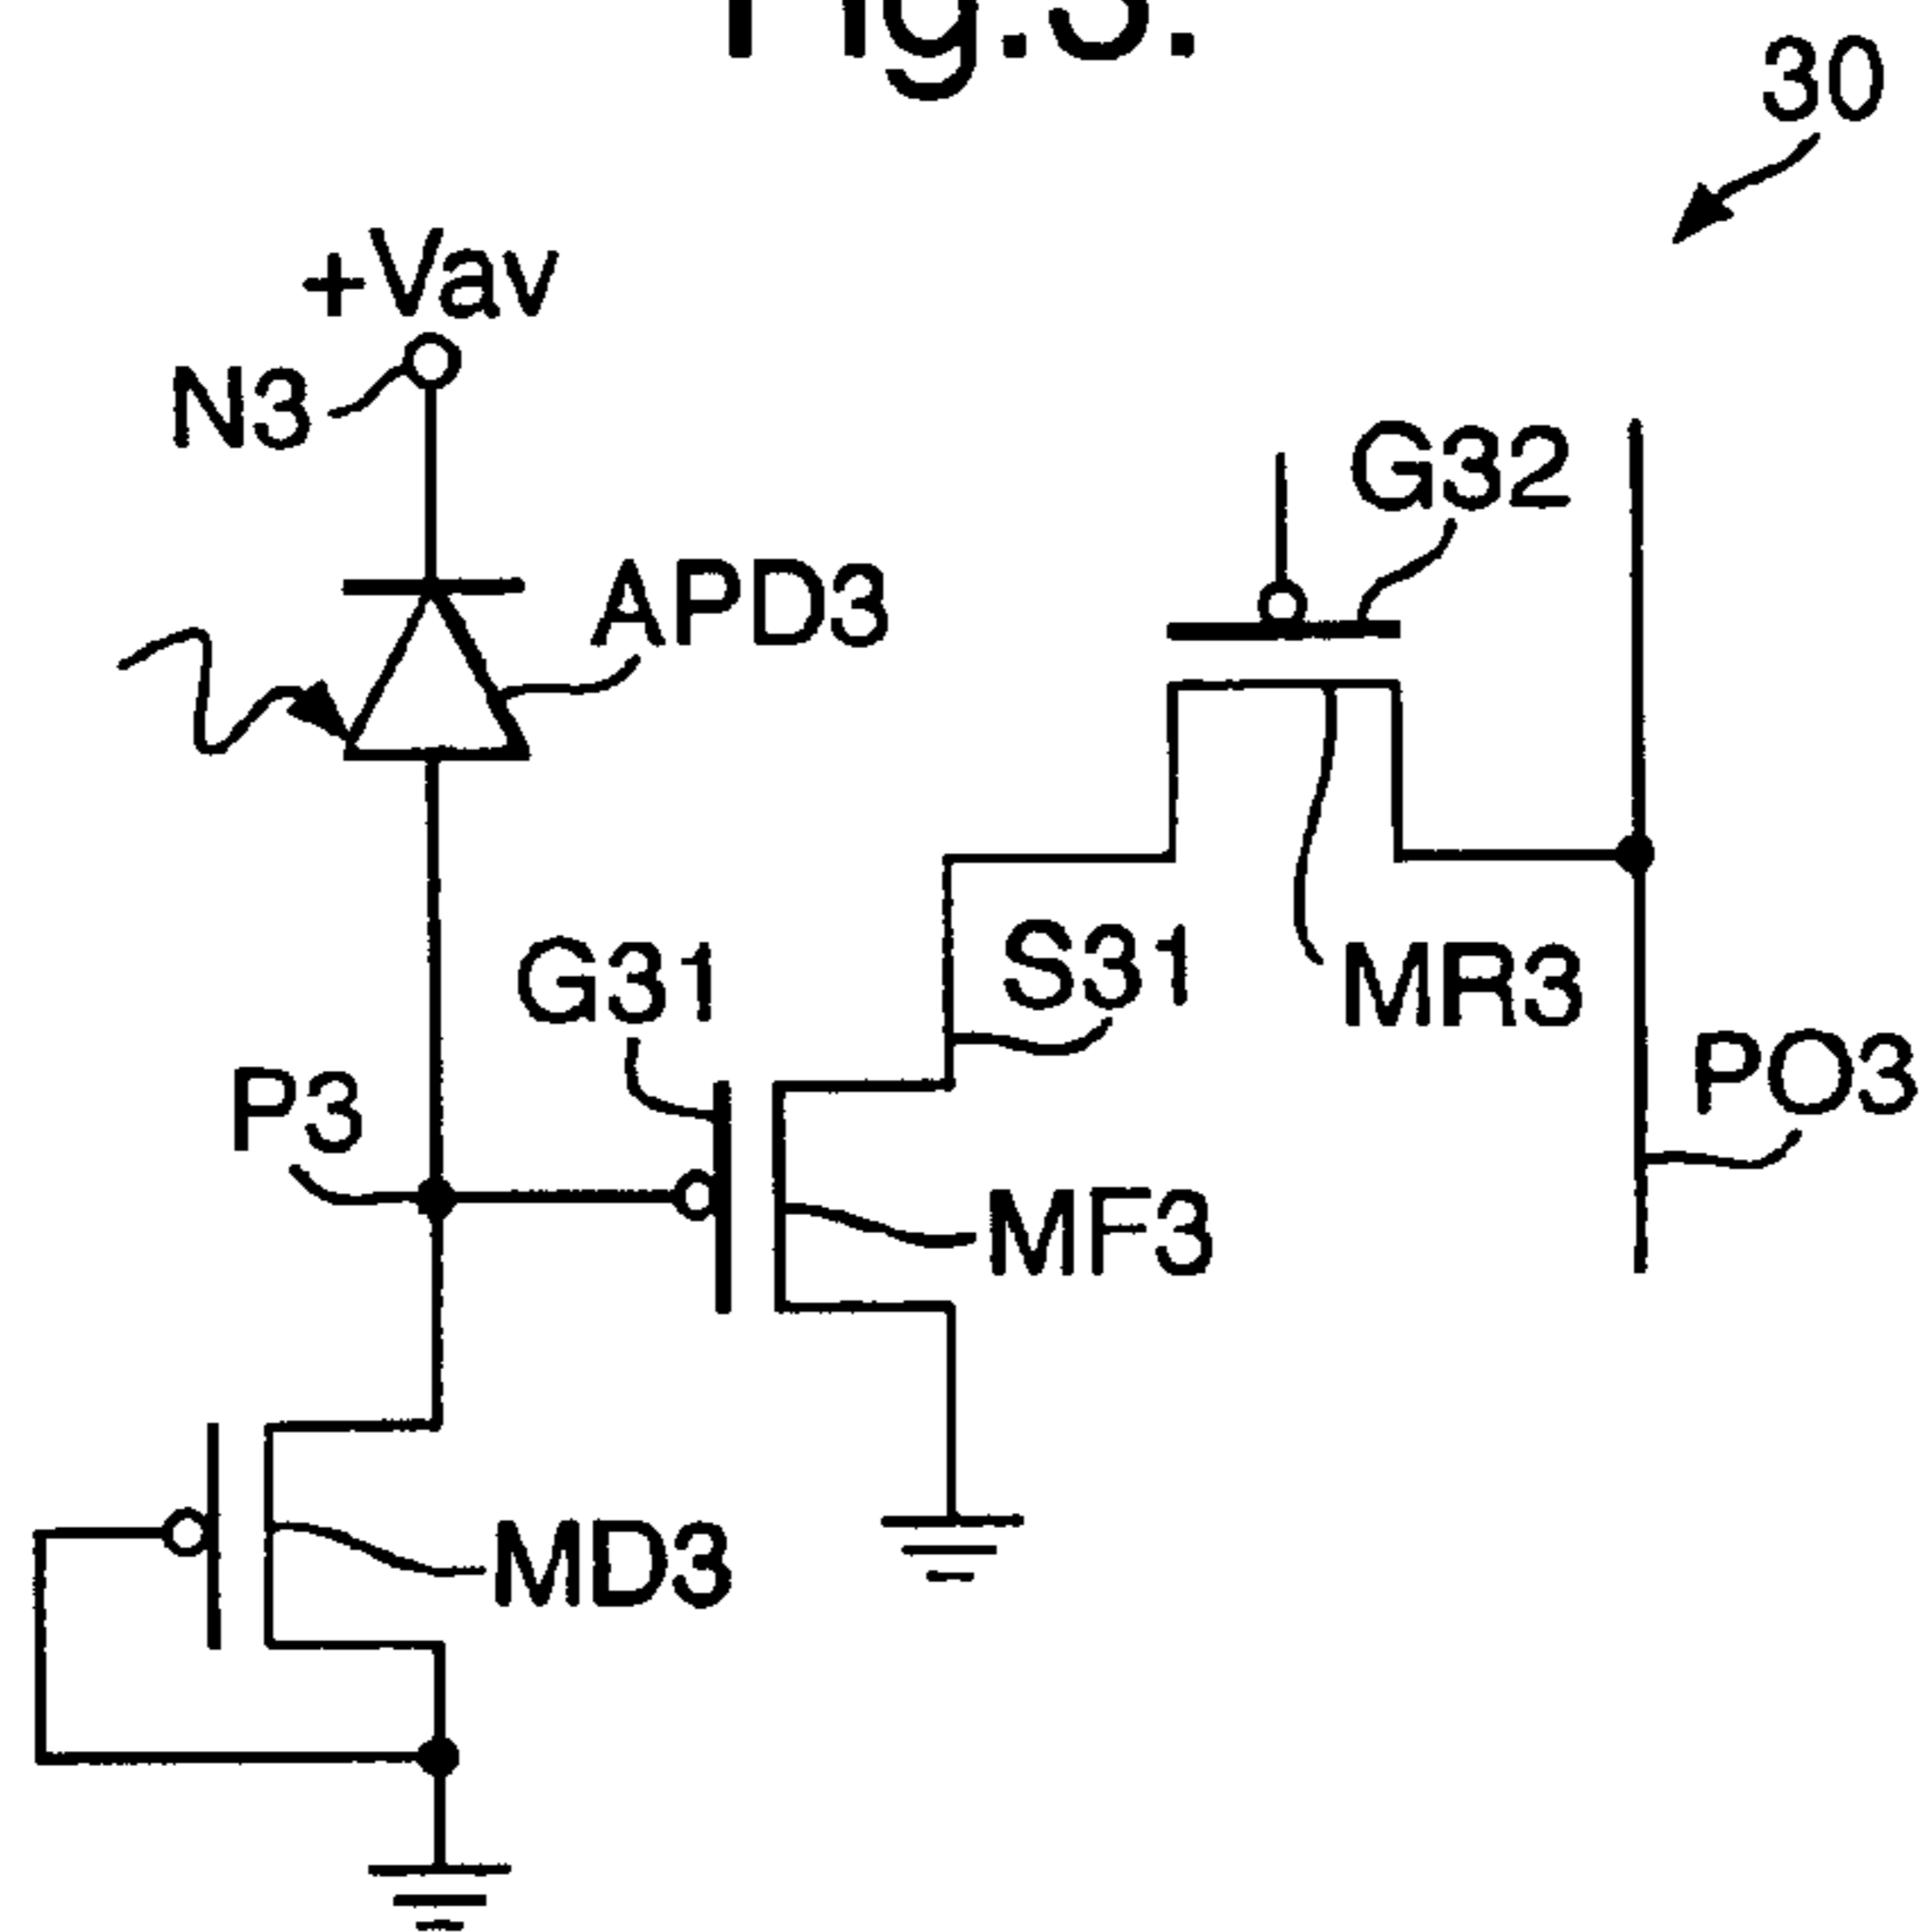 Fig.3.
30
+Vav
N3
G32
APD3
G31
S31
MR3
P3
PO3
MF3
MD3